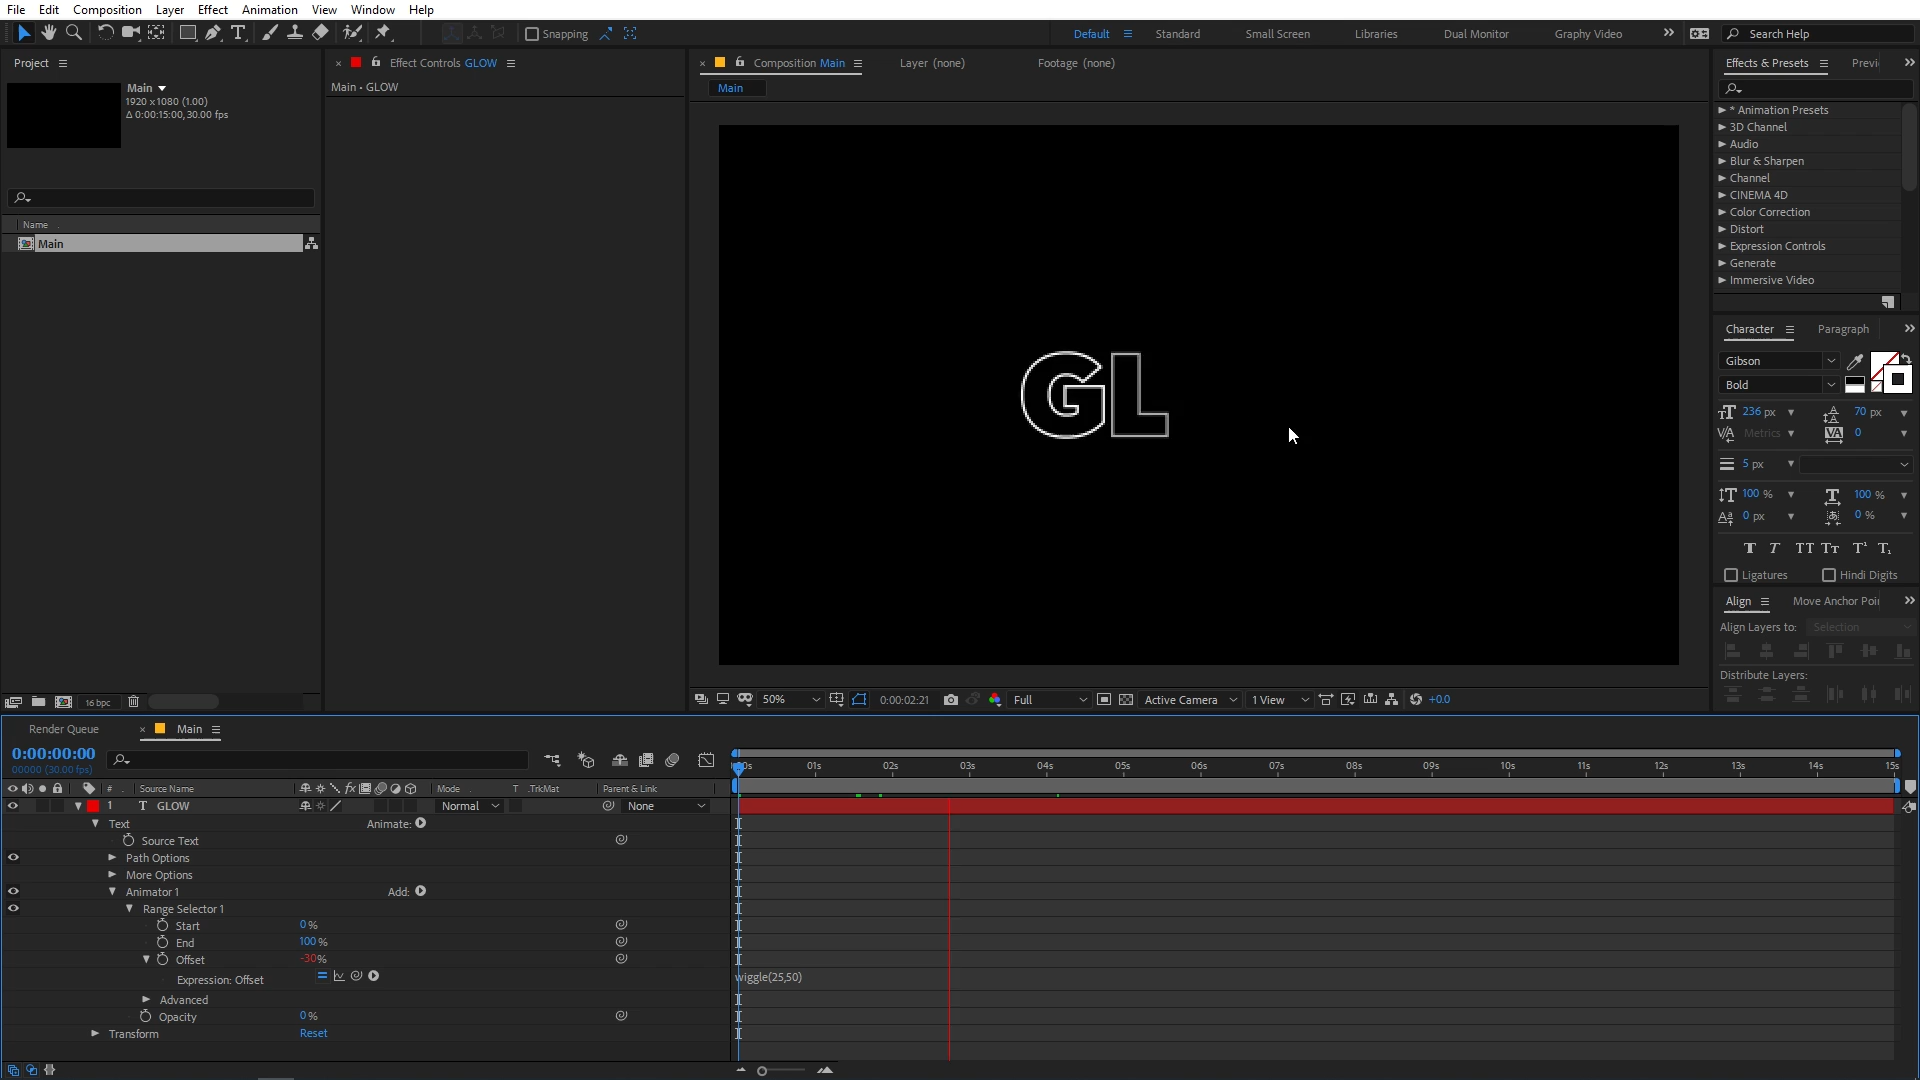 File Edit Composition Layer Effect Animation View Window Help
Snapping Default Standard Small Screen Libraries Dual Monitor Graphy Video Search Help
Project
Main
1920 x1080 (1.00)
Δ 0:00:15:00, 30.00 fps
Name
Main
16 bpc
Effect Controls GLOW
Main • GLOW
Composition Main Layer (none) Footage (none)
Main
GL
50% 0:00:02:21 Full Active Camera 1 View +0.0
Effects & Presets Previ
* Animation Presets
3D Channel
Audio
Blur & Sharpen
Channel
CINEMA 4D
Color Correction
Distort
Expression Controls
Generate
Immersive Video
Character Paragraph
Gibson
Bold
236 px 70 px
Metrics 0
5 px
100 % 100 %
0 px 0 %
Ligatures Hindi Digits
Align Move Anchor Poi
Align Layers to: Selection
Distribute Layers:
Render Queue Main
0:00:00:00
00000 (30.00 fps)
00s 01s 02s 03s 04s 05s 06s 07s 08s 09s 10s 11s 12s 13s 14s 15s
# Source Name Mode T .TrkMat Parent & Link
1 T GLOW Normal None
Text Animate:
Source Text
Path Options
More Options
Animator 1 Add:
Range Selector 1
Start 0%
End 100%
Offset -30%
Expression: Offset wiggle(25,50)
Advanced
Opacity 0%
Transform Reset